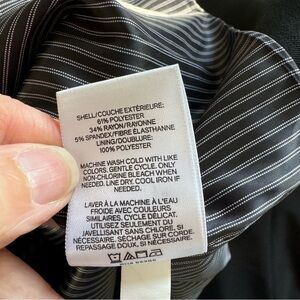 SHELL/COUCHE EXTÉRIEURE:
61% POLYESTER
34% RAYON/RAYONNE
5% SPANDEX/FIBRE ÉLASTHANNE
LINING/DOUBLURE:
100% POLYESTER
MACHINE WASH COLD WITH LIKE
COLORS. GENTLE CYCLE. ONLY
NON-CHLORINE BLEACH WHEN
NEEDED. LINE DRY. COOL IRON IF
NEEDED.
LAVER À LA MACHINE À L'EAU
FROIDE AVEC COULEURS
SIMILAIRES. CYCLE DÉLICAT.
UTILISEZ SEULEMENT DU
JAVELLISANT SANS CHLORE, SI
NÉCESSAIRE. SÉCHAGE SUR CORDE.
REPASSAGE DOUX. SI NÉCESSAIRE.